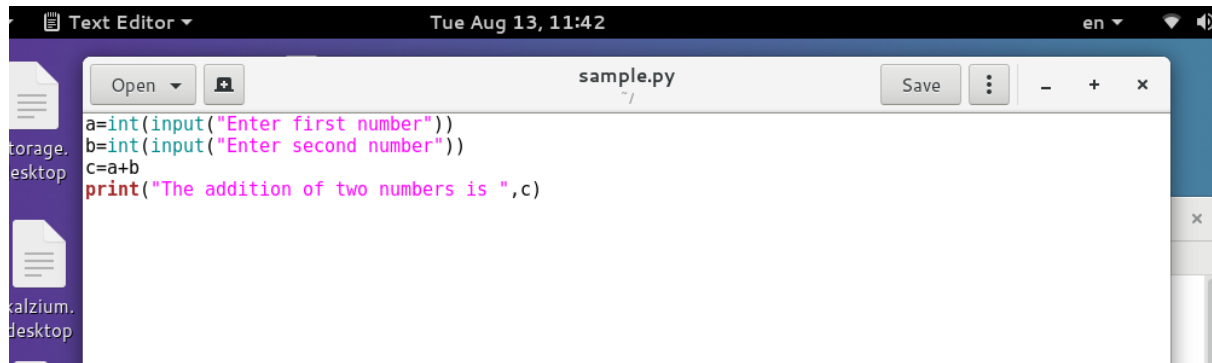 Text Editor Tue Aug 13, 11:42 en
Open sample.py Save
~/
a=int(input("Enter first number"))
b=int(input("Enter second number"))
c=a+b
print("The addition of two numbers is ",c)
torage.
esktop
kalzium.
desktop